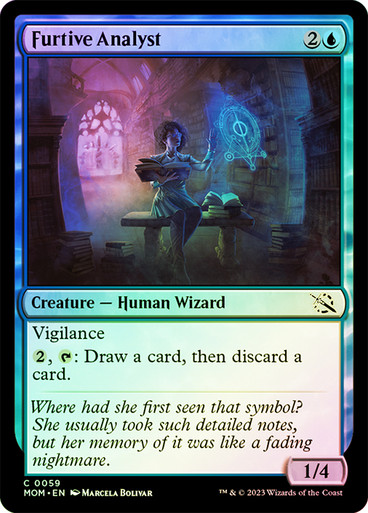 Furtive Analyst 2
Creature — Human Wizard
Vigilance
2, : Draw a card, then discard a
card.
Where had she first seen that symbol?
She usually took such detailed notes,
but her memory of it was like a fading
nightmare.
1/4
C 0059
MOM • EN Marcela Bolivar ™ & © 2023 Wizards of the Coast